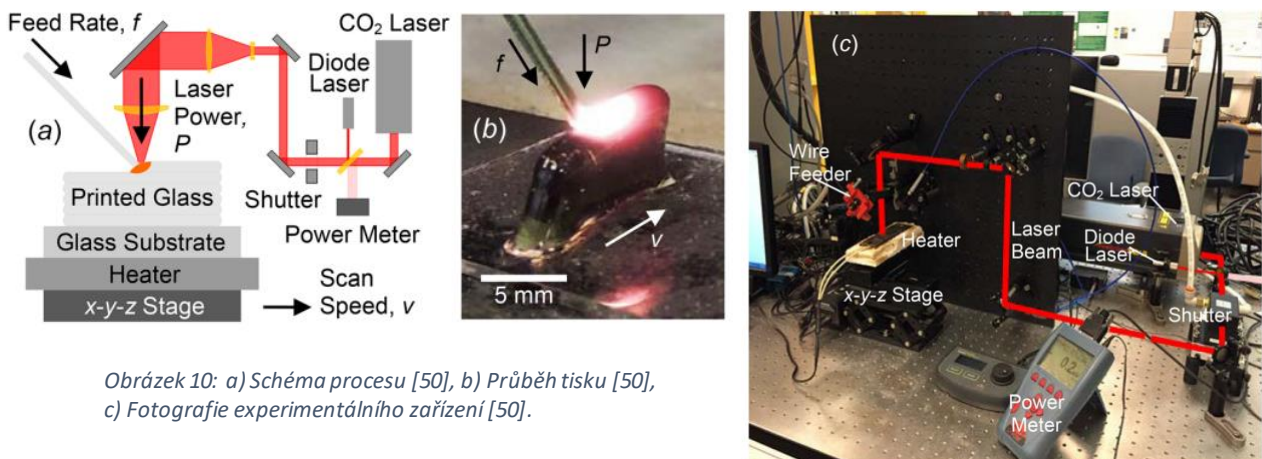 Feed Rate, f
CO2 Laser
Diode
Laser
(a)
Laser
Power,
P
Shutter
Power Meter
Printed Glass
Glass Substrate
Heater
x-y-z Stage
Scan
Speed, v
f
P
(b)
v
5 mm
(c)
Wire
Feeder
CO2 Laser
Heater
Laser
Beam
Diode
Laser
x-y-z Stage
Shutter
0.2
Power
Meter
Obrázek 10: a) Schéma procesu [50], b) Průběh tisku [50],
c) Fotografie experimentálního zařízení [50].